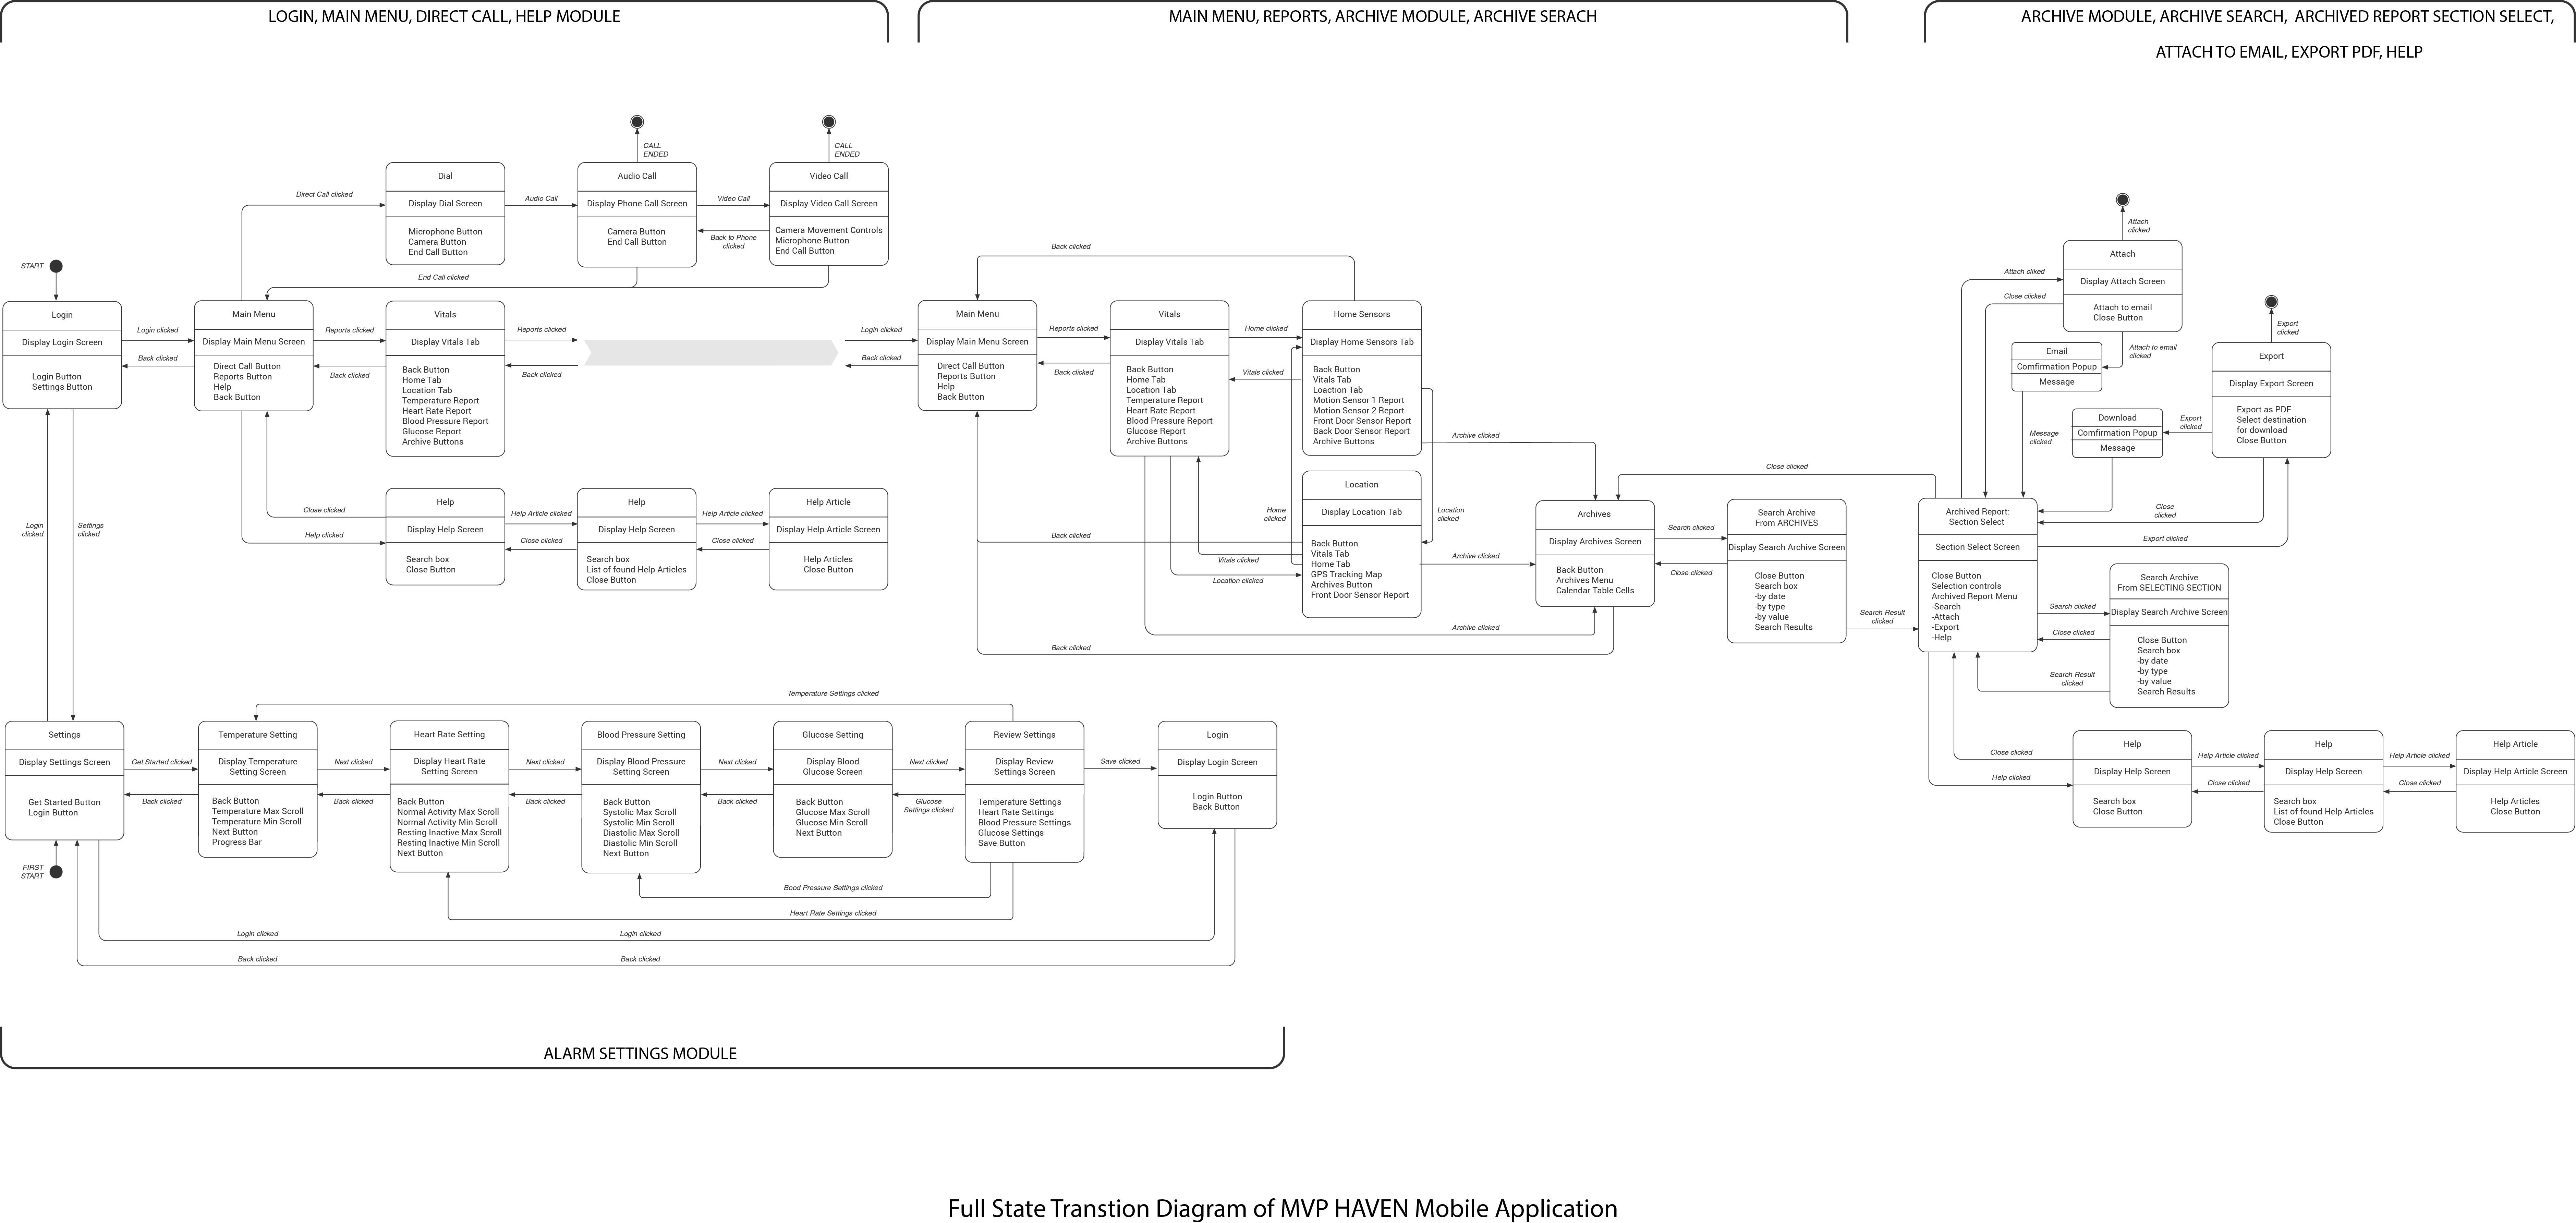 LOGIN, MAIN MENU, DIRECT CALL, HELP MODULE
MAIN MENU, REPORTS, ARCHIVE MODULE, ARCHIVE SERACH
ARCHIVE MODULE, ARCHIVE SEARCH,  ARCHIVED REPORT SECTION SELECT,
ATTACH TO EMAIL, EXPORT PDF, HELP
START
Login
Display Login Screen
Login Button
Settings Button
Login clicked
Back clicked
Login
clicked
Settings
clicked
Main Menu
Display Main Menu Screen
Direct Call Button
Reports Button
Help
Back Button
Direct Call clicked
Dial
Display Dial Screen
Microphone Button
Camera Button
End Call Button
Audio Call
CALL
ENDED
Audio Call
Display Phone Call Screen
Camera Button
End Call Button
Video Call
Back to Phone
clicked
CALL
ENDED
Video Call
Display Video Call Screen
Camera Movement Controls
Microphone Button
End Call Button
End Call clicked
Reports clicked
Back clicked
Vitals
Display Vitals Tab
Back Button
Home Tab
Location Tab
Temperature Report
Heart Rate Report
Blood Pressure Report
Glucose Report
Archive Buttons
Reports clicked
Back clicked
Close clicked
Help clicked
Help
Display Help Screen
Search box
Close Button
Help Article clicked
Close clicked
Help
Display Help Screen
Search box
List of found Help Articles
Close Button
Help Article clicked
Close clicked
Help Article
Display Help Article Screen
Help Articles
Close Button
Login clicked
Back clicked
Back clicked
Main Menu
Display Main Menu Screen
Direct Call Button
Reports Button
Help
Back Button
Reports clicked
Back clicked
Vitals
Display Vitals Tab
Back Button
Home Tab
Location Tab
Temperature Report
Heart Rate Report
Blood Pressure Report
Glucose Report
Archive Buttons
Home clicked
Vitals clicked
Home Sensors
Display Home Sensors Tab
Back Button
Vitals Tab
Loaction Tab
Motion Sensor 1 Report
Motion Sensor 2 Report
Front Door Sensor Report
Back Door Sensor Report
Archive Buttons
Archive clicked
Home
clicked
Location
clicked
Location
Display Location Tab
Back Button
Vitals Tab
Home Tab
GPS Tracking Map
Archives Button
Front Door Sensor Report
Back clicked
Vitals clicked
Location clicked
Archive clicked
Archive clicked
Back clicked
Archives
Display Archives Screen
Back Button
Archives Menu
Calendar Table Cells
Search clicked
Close clicked
Close clicked
Search Archive
From ARCHIVES
Display Search Archive Screen
Close Button
Search box
-by date
-by type
-by value
Search Results
Search Result
clicked
Archived Report:
Section Select
Section Select Screen
Close Button
Selection controls
Archived Report Menu
-Search
-Attach
-Export
-Help
Attach cliked
Close clicked
Attach
clicked
Attach
Display Attach Screen
Attach to email
Close Button
Attach to email
clicked
Email
Comfirmation Popup
Message
Message
clicked
Export
clicked
Export
Display Export Screen
Export as PDF
Select destination
for download
Close Button
Export
clicked
Download
Comfirmation Popup
Message
Close
clicked
Export clicked
Search clicked
Close clicked
Search Result
clicked
Search Archive
From SELECTING SECTION
Display Search Archive Screen
Close Button
Search box
-by date
-by type
-by value
Search Results
Close clicked
Help clicked
Help
Display Help Screen
Search box
Close Button
Help Article clicked
Close clicked
Help
Display Help Screen
Search box
List of found Help Articles
Close Button
Help Article clicked
Close clicked
Help Article
Display Help Article Screen
Help Articles
Close Button
Temperature Settings clicked
Settings
Display Settings Screen
Get Started Button
Login Button
FIRST
START
Get Started clicked
Back clicked
Temperature Setting
Display Temperature
Setting Screen
Back Button
Temperature Max Scroll
Temperature Min Scroll
Next Button
Progress Bar
Next clicked
Back clicked
Heart Rate Setting
Display Heart Rate
Setting Screen
Back Button
Normal Activity Max Scroll
Normal Activity Min Scroll
Resting Inactive Max Scroll
Resting Inactive Min Scroll
Next Button
Next clicked
Back clicked
Blood Pressure Setting
Display Blood Pressure
Setting Screen
Back Button
Systolic Max Scroll
Systolic Min Scroll
Diastolic Max Scroll
Diastolic Min Scroll
Next Button
Next clicked
Back clicked
Glucose Setting
Display Blood
Glucose Screen
Back Button
Glucose Max Scroll
Glucose Min Scroll
Next Button
Next clicked
Glucose
Settings clicked
Review Settings
Display Review
Settings Screen
Temperature Settings
Heart Rate Settings
Blood Pressure Settings
Glucose Settings
Save Button
Save clicked
Login
Display Login Screen
Login Button
Back Button
Bood Pressure Settings clicked
Heart Rate Settings clicked
Login clicked
Login clicked
Back clicked
Back clicked
ALARM SETTINGS MODULE
Full State Transtion Diagram of MVP HAVEN Mobile Application